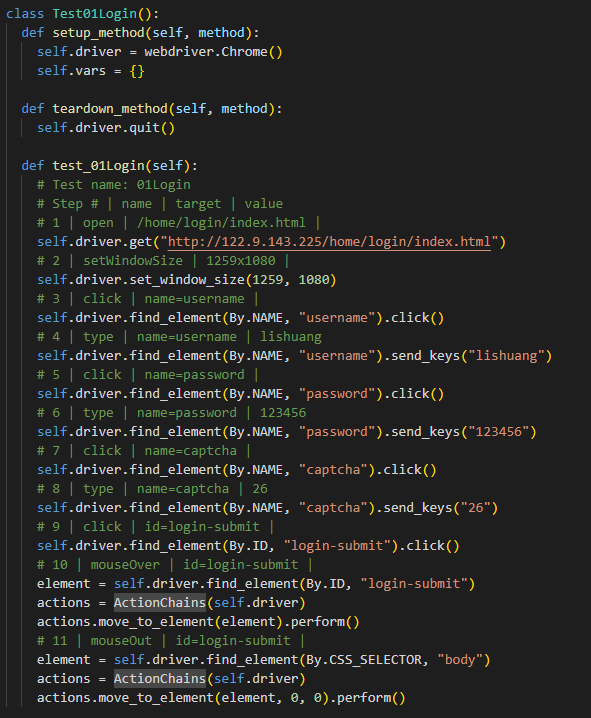 class Test01Login():
def setup_method(self, method):
self.driver = webdriver.Chrome()
self.vars = {}
def teardown_method(self, method):
self.driver.quit()
def test_01Login(self):
# Test name: 01Login
# Step # | name | target | value
# 1 | open | /home/login/index.html |
self.driver.get("http://122.9.143.225/home/login/index.html")
# 2 | setWindowSize | 1259x1080 |
self.driver.set_window_size(1259, 1080)
# 3 | click | name=username |
self.driver.find_element(By.NAME, "username").click()
# 4 | type | name=username | lishuang
self.driver.find_element(By.NAME, "username").send_keys("lishuang")
# 5 | click | name=password |
self.driver.find_element(By.NAME, "password").click()
# 6 | type | name=password | 123456
self.driver.find_element(By.NAME, "password").send_keys("123456")
# 7 | click | name=captcha |
self.driver.find_element(By.NAME, "captcha").click()
# 8 | type | name=captcha | 26
self.driver.find_element(By.NAME, "captcha").send_keys("26")
# 9 | click | id=login-submit |
self.driver.find_element(By.ID, "login-submit").click()
# 10 | mouseOver | id=login-submit |
element = self.driver.find_element(By.ID, "login-submit")
actions = ActionChains(self.driver)
actions.move_to_element(element).perform()
# 11 | mouseOut | id=login-submit |
element = self.driver.find_element(By.CSS_SELECTOR, "body")
actions = ActionChains(self.driver)
actions.move_to_element(element, 0, 0).perform()